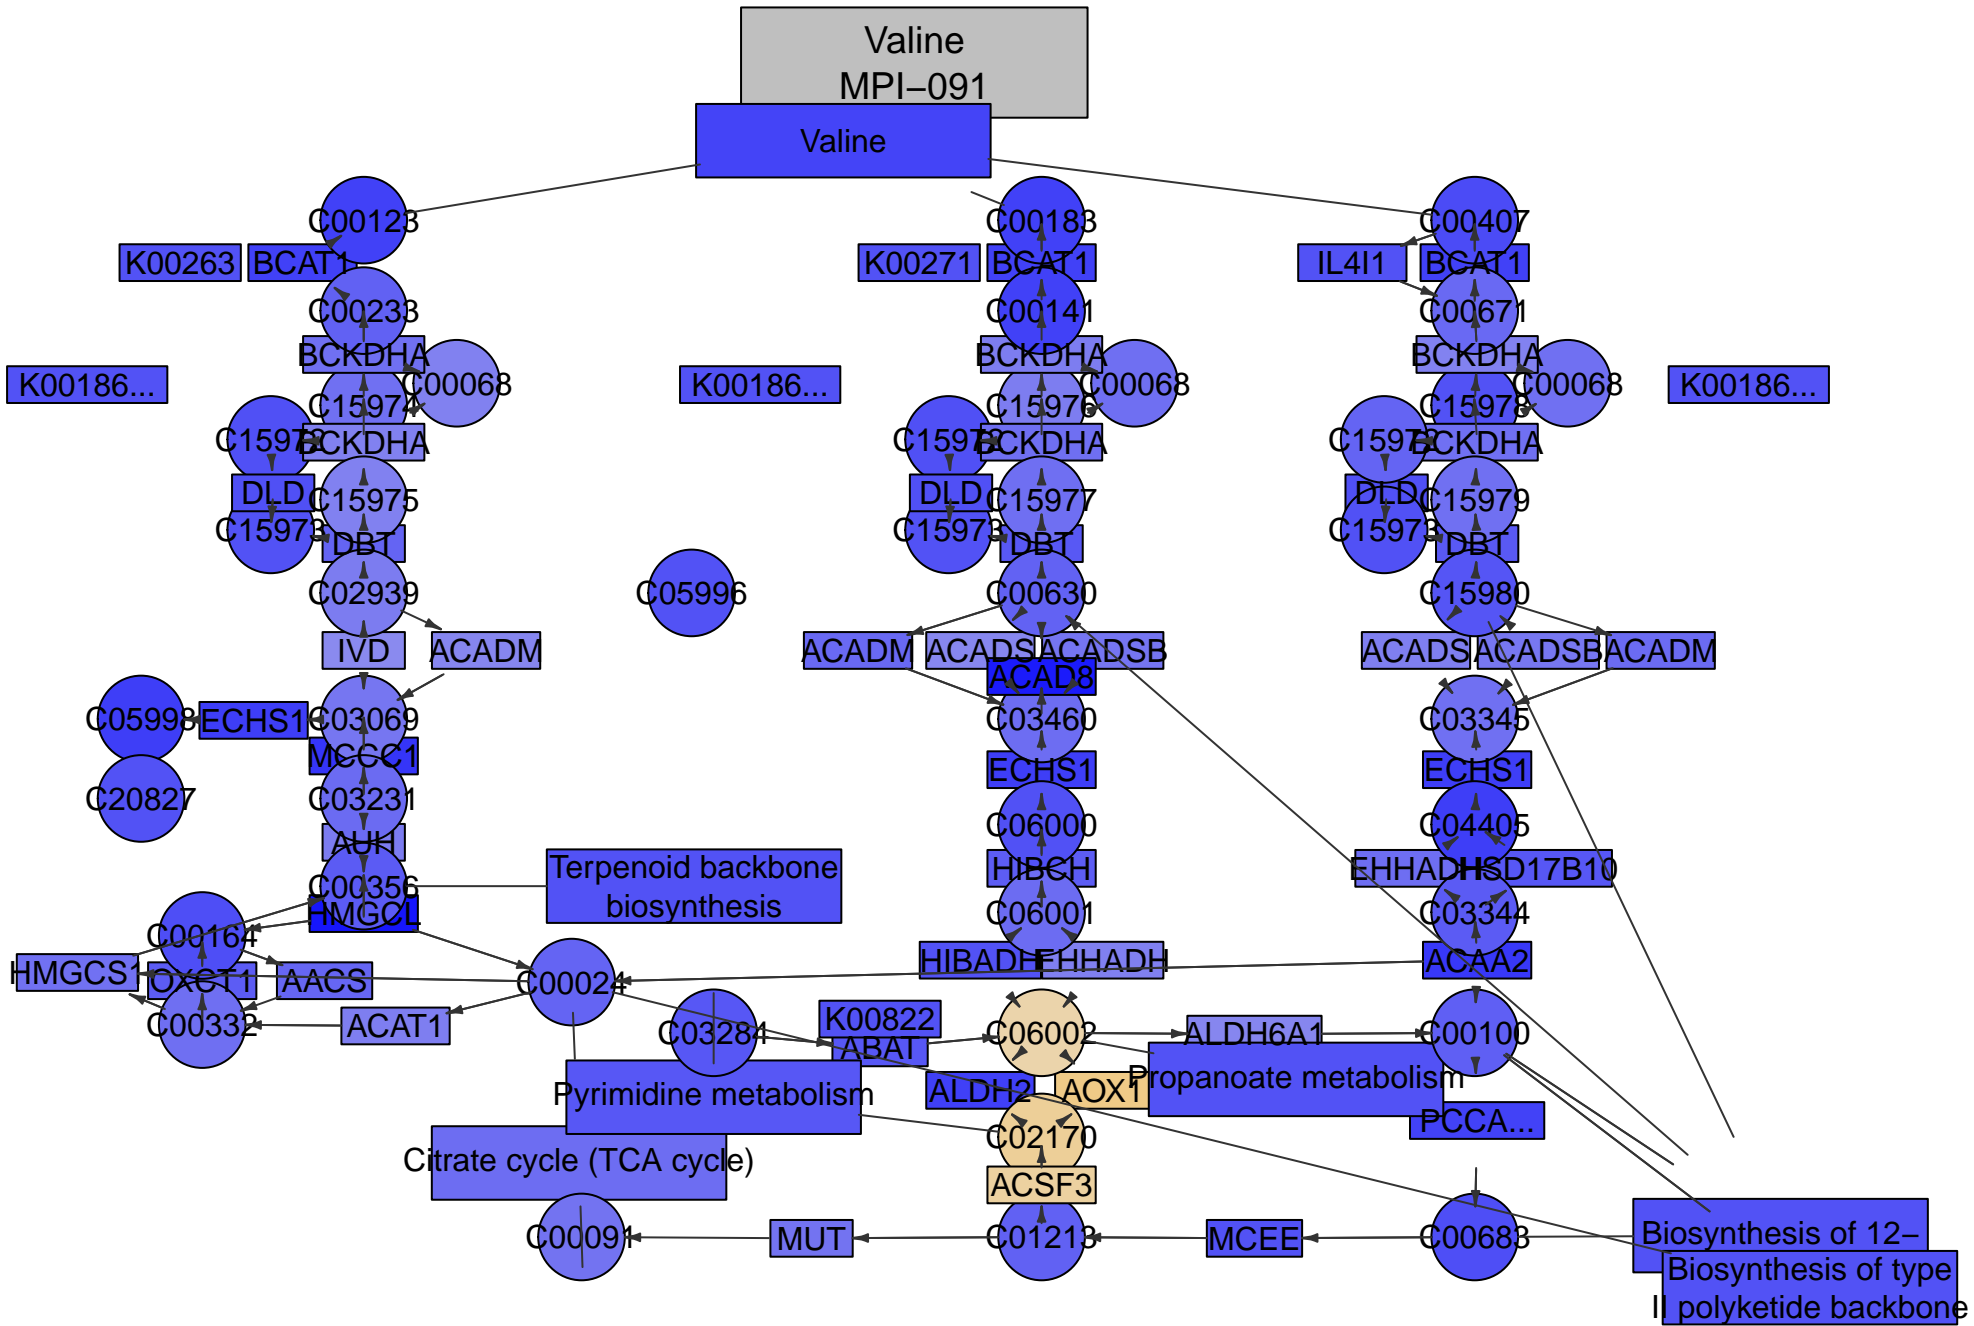 Valine
MPI−091
Valine
C00123
C00183
C00407
K00263
BCAT1
K00271
BCAT1
IL4I1
BCAT1
C00233
C00141
C00671
BCKDHA
BCKDHA
BCKDHA
K00186...
C00068
K00186...
C00068
C00068
K00186...
C15974
C15976
C15978
C15972
BCKDHA
C15972
BCKDHA
C15972
BCKDHA
DLD
C15975
DLD
C15977
DLD
C15979
C15973
DBT
C15973
DBT
C15973
DBT
C02939
C05996
C00630
C15980
IVD
ACADM
ACADM
ACADS
ACADSB
ACADS
ACADSB
ACADM
ACAD8
C05998
ECHS1
C03069
C03460
C03345
MCCC1
ECHS1
ECHS1
C20827
C03231
C06000
C04405
AUH
HIBCH
EHHADH
HSD17B10
Terpenoid backbone
biosynthesis
C00356
HMGCL
C06001
C03344
C00164
HIBADH
EHHADH
ACAA2
HMGCS1
OXCT1
AACS
C00024
C00332
ACAT1
C03284
K00822
ABAT
C06002
ALDH6A1
C00100
Pyrimidine metabolism
ALDH2
AOX1
Propanoate metabolism
PCCA...
C02170
Citrate cycle (TCA cycle)
ACSF3
C00091
MUT
C01213
MCEE
C00683
Biosynthesis of 12−
Biosynthesis of type
II polyketide backbone